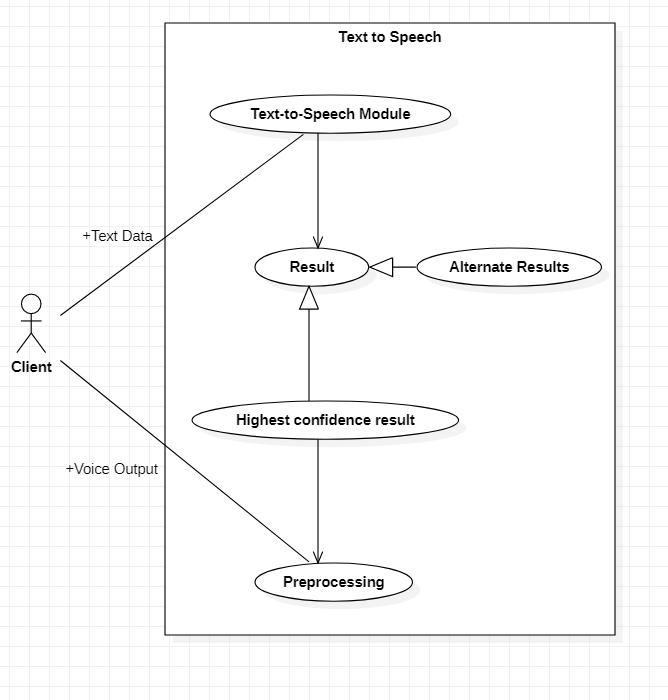 Text to Speech
Text-to-Speech Module
+Text Data
Result
Alternate Results
Client
Highest confidence result
+Voice Output
Preprocessing